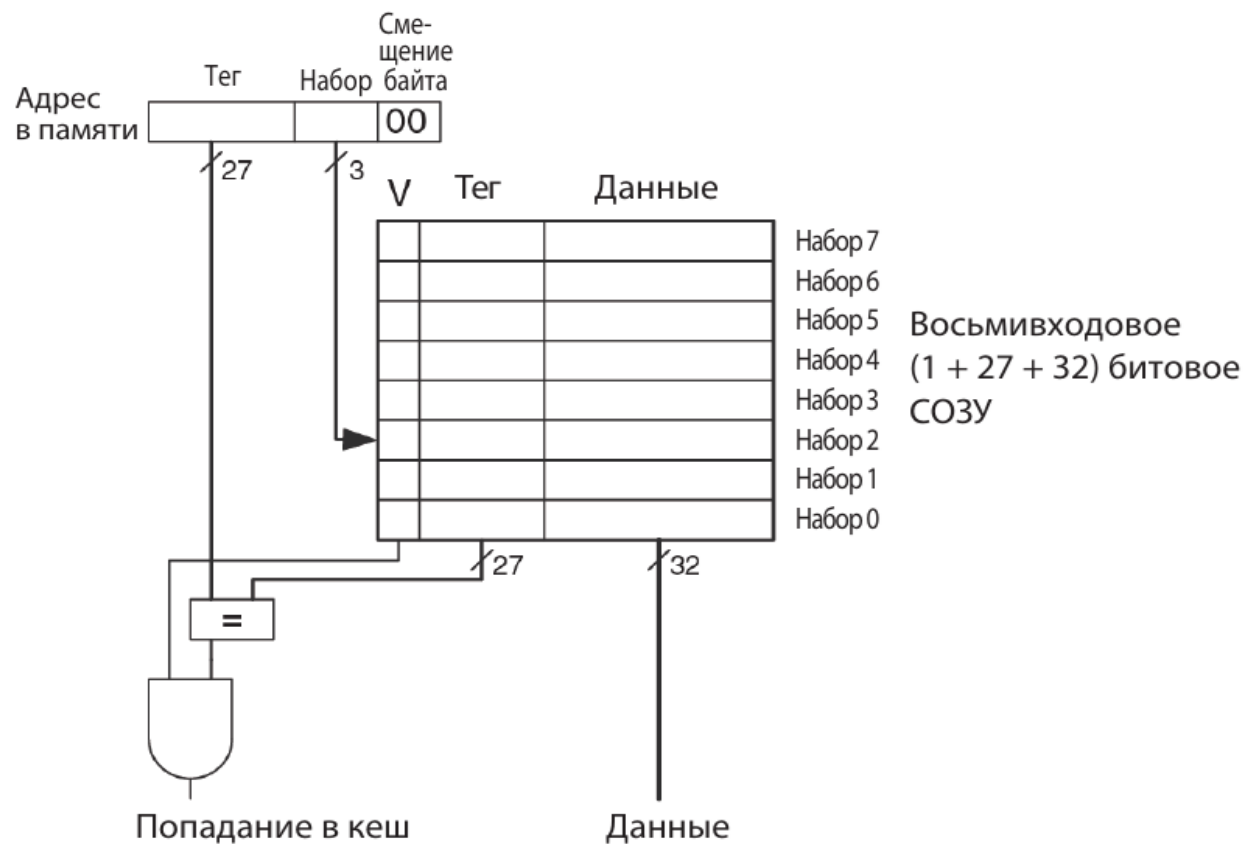 Сме-
щение
байта
Тег
Набор
Адрес
в памяти
00
27
3
V
Тег
Данные
Набор 7
Набор 6
Набор 5
Набор 4
Набор 3
Набор 2
Набор 1
Набор 0
Восьмивходовое
(1 + 27 + 32) битовое
СОЗУ
27
32
=
Попадание в кеш
Данные